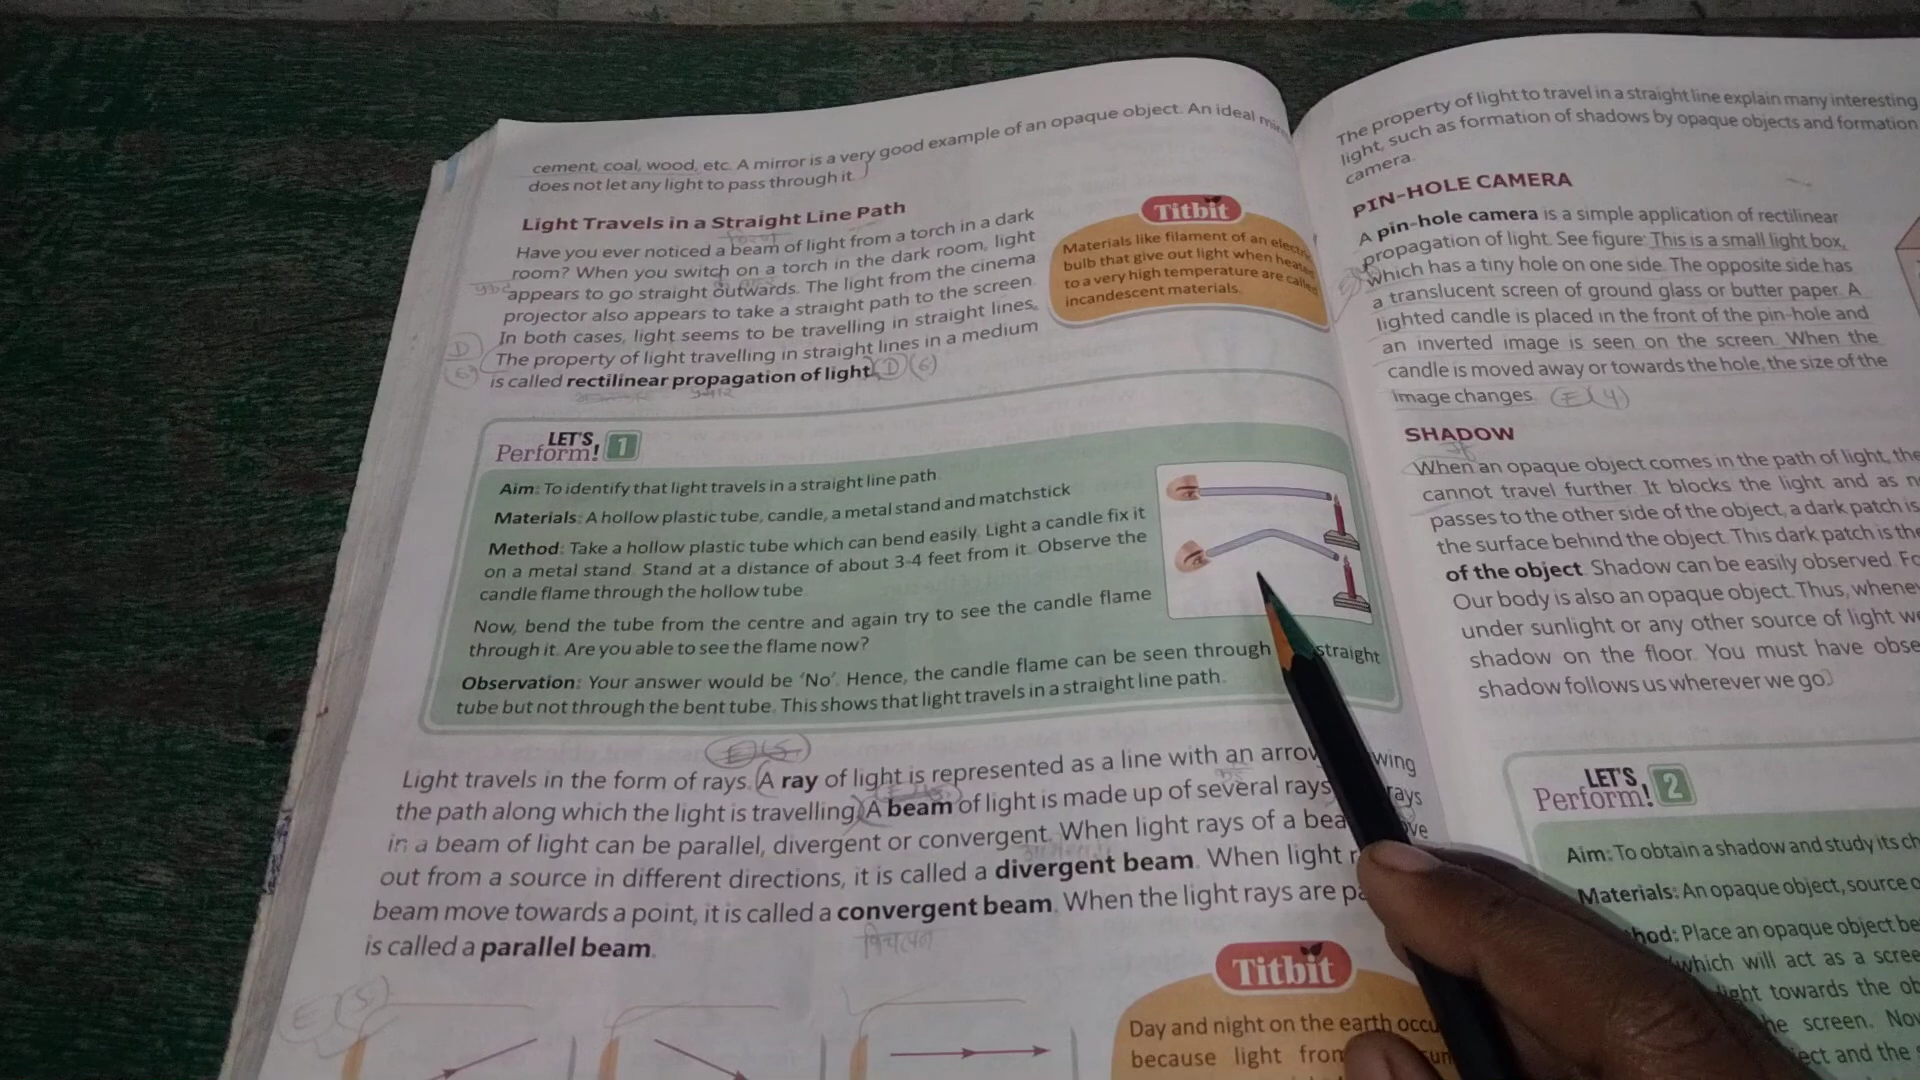 cement, coal, wood, etc. A mirror is a very good example of an opaque object. An ideal
does not let any light to pass through it.
Light Travels in a Straight Line Path
Have you ever noticed a beam of light from a torch in a dark
room? When you switch on a torch in the dark room, light
appears to go straight outwards. The light from the cinema
projector also appears to take a straight path to the screen.
In both cases, light seems to be travelling in straight lines.
The property of light travelling in straight lines in a medium
is called rectilinear propagation of light. D (6)
Titbit
Materials like filament of an electric
bulb that give out light when heated
to a very high temperature are called
incandescent materials.
LET'S
Perform! 1
Aim: To identify that light travels in a straight line path
Materials: A hollow plastic tube, candle, a metal stand and matchstick
Method: Take a hollow plastic tube which can bend easily. Light a candle fix it
on a metal stand. Stand at a distance of about 3-4 feet from it. Observe the
candle flame through the hollow tube.
Now, bend the tube from the centre and again try to see the candle flame
through it. Are you able to see the flame now?
Observation: Your answer would be 'No'. Hence, the candle flame can be seen through straight
tube but not through the bent tube. This shows that light travels in a straight line path.
E (5)
Light travels in the form of rays. A ray of light is represented as a line with an arrow wing
the path along which the light is travelling. A beam of light is made up of several rays. rays
in a beam of light can be parallel, divergent or convergent. When light rays of a
out from a source in different directions, it is called a divergent beam. When light
beam move towards a point, it is called a convergent beam. When the light rays are
is called a parallel beam.
E (5)
Titbit
Day and night on the earth
because light from
The property of light to travel in a straight line explain many interesting
light, such as formation of shadows by opaque objects and formation
camera.
PIN-HOLE CAMERA
A pin-hole camera is a simple application of rectilinear
propagation of light. See figure: This is a small light box,
which has a tiny hole on one side. The opposite side has
a translucent screen of ground glass or butter paper. A
lighted candle is placed in the front of the pin-hole and
an inverted image is seen on the screen. When the
candle is moved away or towards the hole, the size of the
image changes. E (4)
SHADOW
When an opaque object comes in the path of light, the
cannot travel further. It blocks the light and as
passes to the other side of the object, a dark patch is
the surface behind the object. This dark patch is the
of the object. Shadow can be easily observed.
Our body is also an opaque object. Thus,
under sunlight or any other source of light
shadow on the floor. You must have
shadow follows us wherever we go.
LET'S
Perform! 2
Aim: To obtain a shadow and study its
Materials: An opaque object, source
hod: Place an opaque object
which will act as a
light towards the
he screen.
ject and the